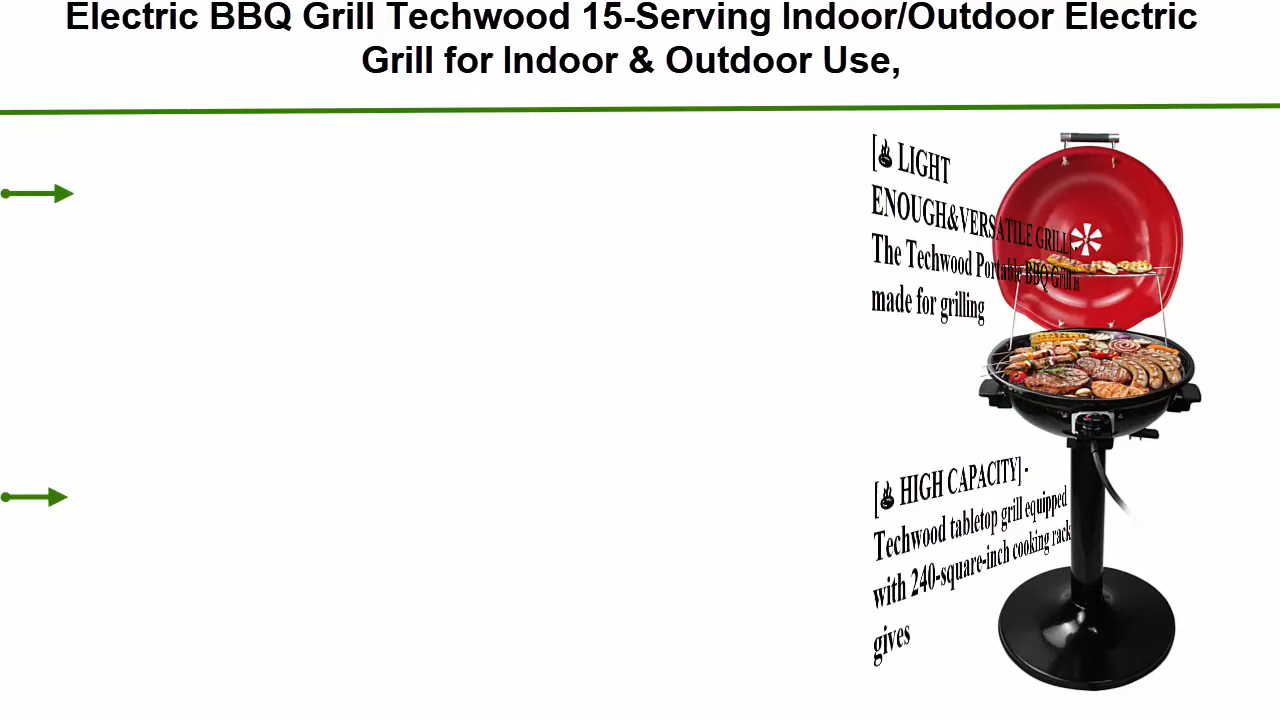 Electric BBQ Grill Techwood 15-Serving Indoor/Outdoor Electric
Grill for Indoor & Outdoor Use,
[🔥 LIGHT
ENOUGH&VERSATILE GRILL] -
The Techwood Portable BBQ Grill is
made for grilling
[🔥 HIGH CAPACITY] -
Techwood tabletop grill equipped
with 240-square-inch cooking rack
gives